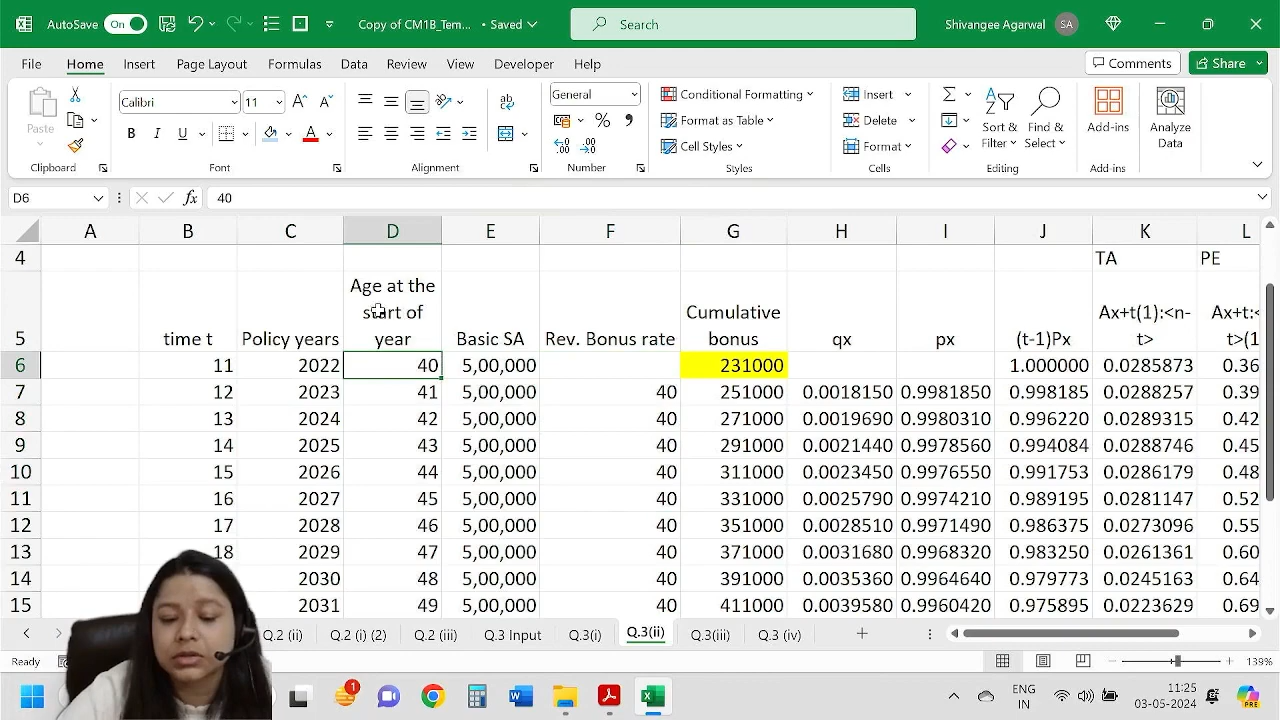 AutoSave On Copy of CM1B_Tem... • Saved Search Shivangee Agarwal SA
File Home Insert Page Layout Formulas Data Review View Developer Help Comments Share
Paste Calibri 11 A A General Conditional Formatting Insert
B I U A % Format as Table Delete Sort & Filter Find & Select Add-ins Analyze Data
Cell Styles Format
Clipboard Font Alignment Number Styles Cells Editing Add-ins
D6 fx 40
A B C D E F G H I J K L
4 TA PE
5 time t Policy years Age at the start of year Basic SA Rev. Bonus rate Cumulative bonus qx px (t-1)Px Ax+t(1):<n-t> Ax+t:< t>(1
6 11 2022 40 5,00,000 231000 1.000000 0.0285873 0.36
7 12 2023 41 5,00,000 40 251000 0.0018150 0.9981850 0.998185 0.0288257 0.39
8 13 2024 42 5,00,000 40 271000 0.0019690 0.9980310 0.996220 0.0289315 0.42
9 14 2025 43 5,00,000 40 291000 0.0021440 0.9978560 0.994084 0.0288746 0.45
10 15 2026 44 5,00,000 40 311000 0.0023450 0.9976550 0.991753 0.0286179 0.48
11 16 2027 45 5,00,000 40 331000 0.0025790 0.9974210 0.989195 0.0281147 0.52
12 17 2028 46 5,00,000 40 351000 0.0028510 0.9971490 0.986375 0.0273096 0.55
13 18 2029 47 5,00,000 40 371000 0.0031680 0.9968320 0.983250 0.0261361 0.60
14 2030 48 5,00,000 40 391000 0.0035360 0.9964640 0.979773 0.0245163 0.64
15 2031 49 5,00,000 40 411000 0.0039580 0.9960420 0.975895 0.0223629 0.69
Q.2 (ii) Q.2 (i) (2) Q.2 (iii) Q.3 Input Q.3(i) Q.3(ii) Q.3(iii) Q.3 (iv)
Ready 138%
1 ENG IN 11:25 03-05-2024 PRE